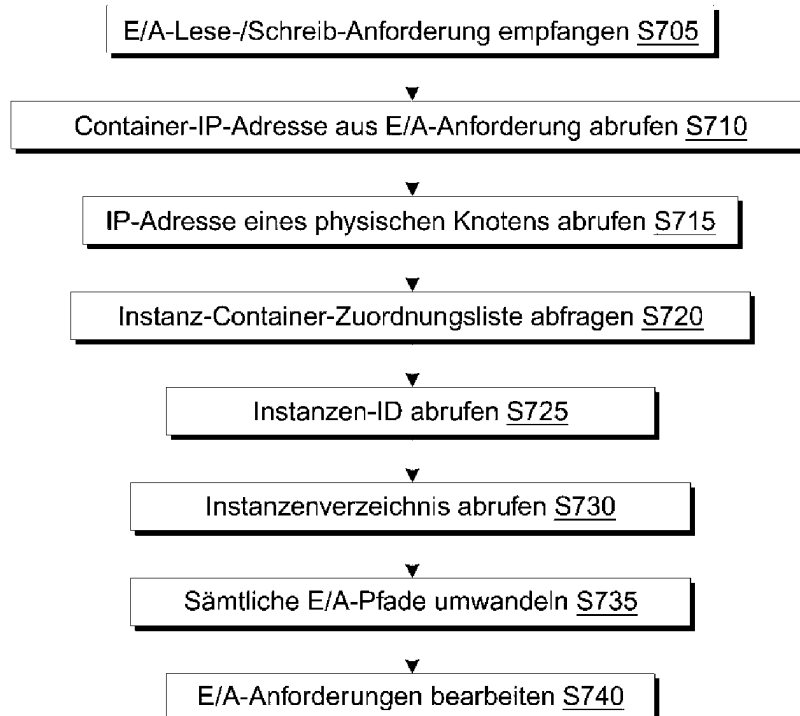 E/A-Lese-/Schreib-Anforderung empfangen S705
Container-IP-Adresse aus E/A-Anforderung abrufen S710
IP-Adresse eines physischen Knotens abrufen S715
Instanz-Container-Zuordnungsliste abfragen S720
Instanzen-ID abrufen S725
Instanzenverzeichnis abrufen S730
Sämtliche E/A-Pfade umwandeln S735
E/A-Anforderungen bearbeiten S740